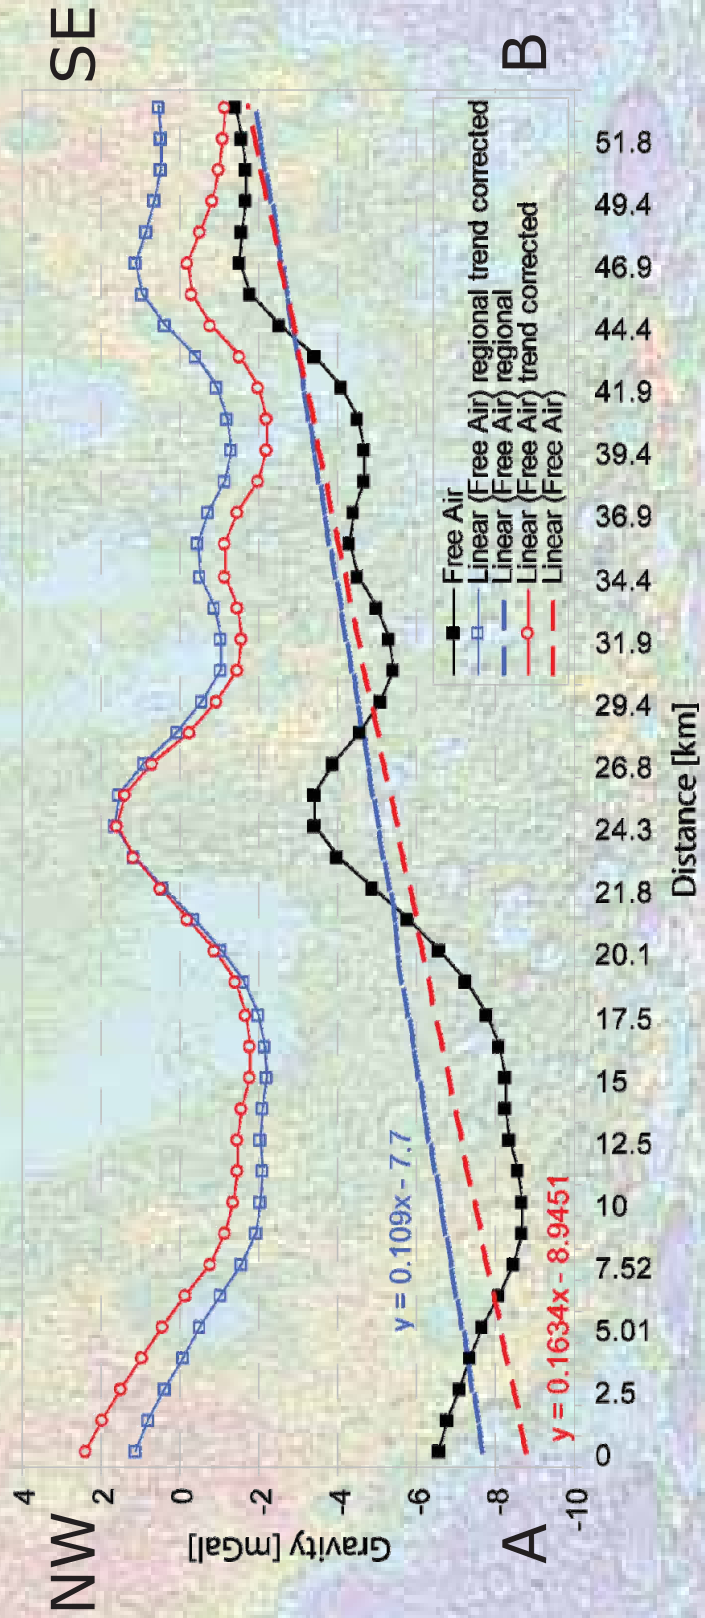 NW
SE
4
2
0
-2
-4
-6
-8
-10
Gravity [mGal]
y = 0.109x - 7.7
y = 0.1634x - 8.9451
Free Air
Linear (Free Air) regional trend corrected
Linear (Free Air) regional
Linear (Free Air) trend corrected
Linear (Free Air)
A
B
0 2.5 5.01 7.52 10 12.5 15 17.5 20.1 21.8 24.3 26.8 29.4 31.9 34.4 36.9 39.4 41.9 44.4 46.9 49.4 51.8
Distance [km]